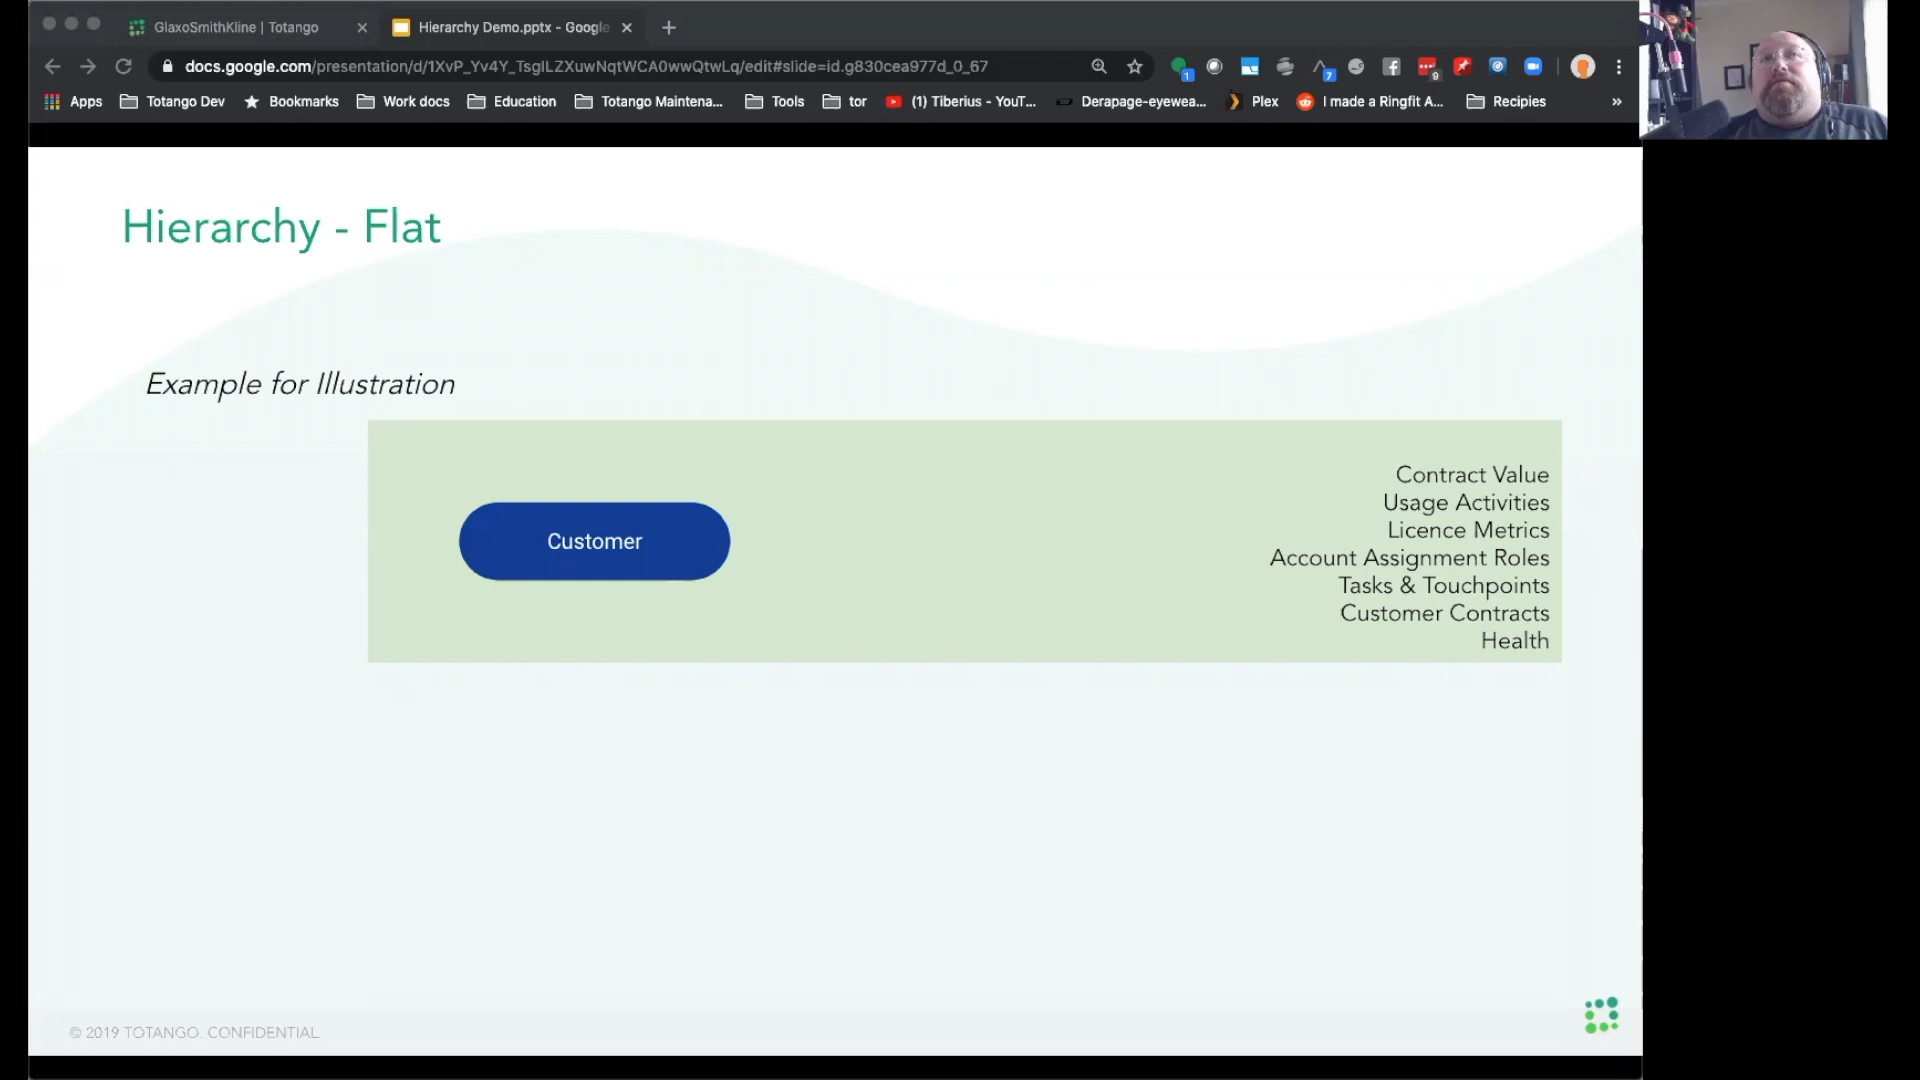 GlaxoSmithKline | Totango
Hierarchy Demo.pptx - Google
docs.google.com/presentation/d/1XvP_Yv4Y_TsglLZXuwNqtWCA0wwQtwLq/edit#slide=id.g830cea977d_0_67
1
7
9
Apps
Totango Dev
Bookmarks
Work docs
Education
Totango Maintena...
Tools
tor
(1) Tiberius - YouT...
Derapage-eyewea...
Plex
I made a Ringfit A...
Recipies
»
Hierarchy - Flat
Example for Illustration
Customer
Contract Value
Usage Activities
Licence Metrics
Account Assignment Roles
Tasks & Touchpoints
Customer Contracts
Health
© 2019 TOTANGO. CONFIDENTIAL.